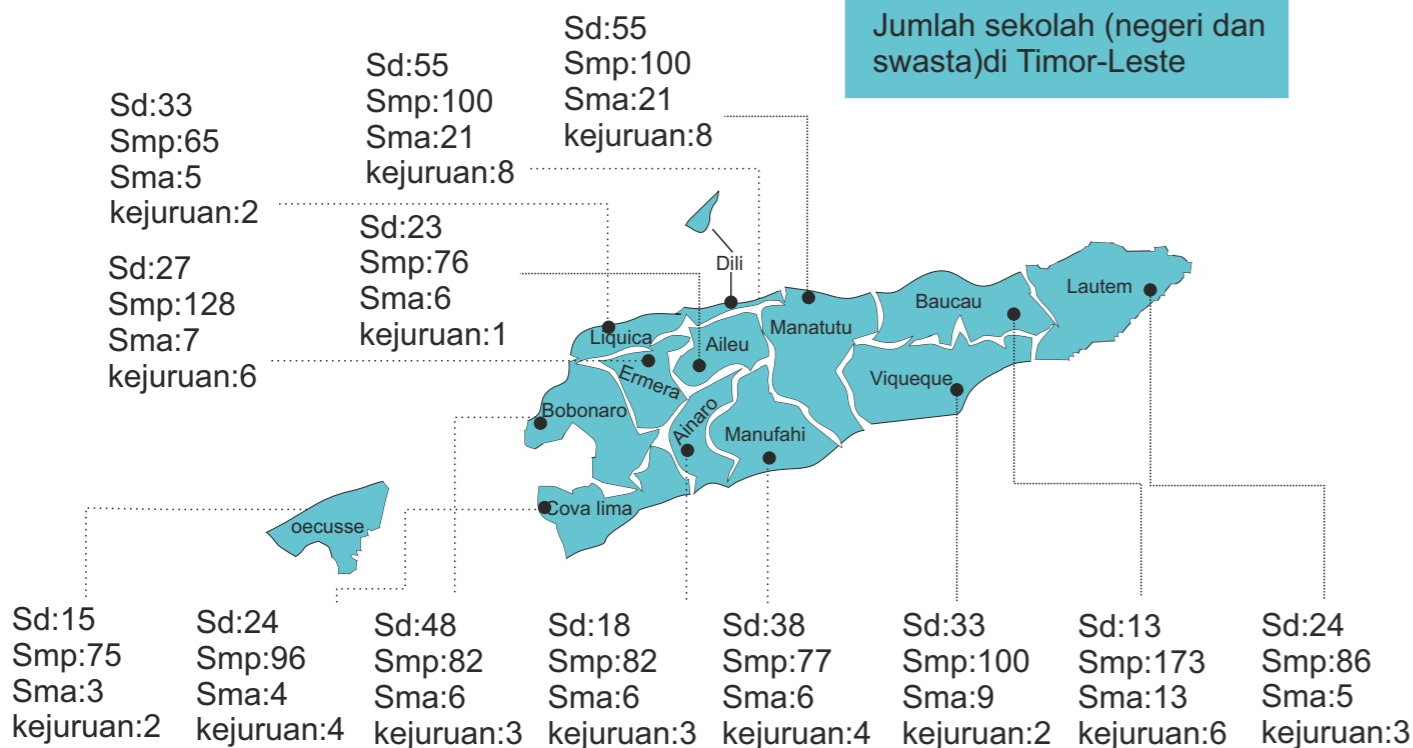 Jumlah sekolah (negeri dan
swasta)di Timor-Leste
Sd:55
Smp:100
Sma:21
kejuruan:8
Sd:55
Smp:100
Sma:21
kejuruan:8
Sd:33
Smp:65
Sma:5
kejuruan:2
Sd:23
Smp:76
Sma:6
kejuruan:1
Sd:27
Smp:128
Sma:7
kejuruan:6
Dili
Lautem
Baucau
Manatutu
Liquica
Aileu
Ermera
Viqueque
Bobonaro
Ainaro
Manufahi
Cova lima
oecusse
Sd:15
Smp:75
Sma:3
kejuruan:2
Sd:24
Smp:96
Sma:4
kejuruan:4
Sd:48
Smp:82
Sma:6
kejuruan:3
Sd:18
Smp:82
Sma:6
kejuruan:3
Sd:38
Smp:77
Sma:6
kejuruan:4
Sd:33
Smp:100
Sma:9
kejuruan:2
Sd:13
Smp:173
Sma:13
kejuruan:6
Sd:24
Smp:86
Sma:5
kejuruan:3